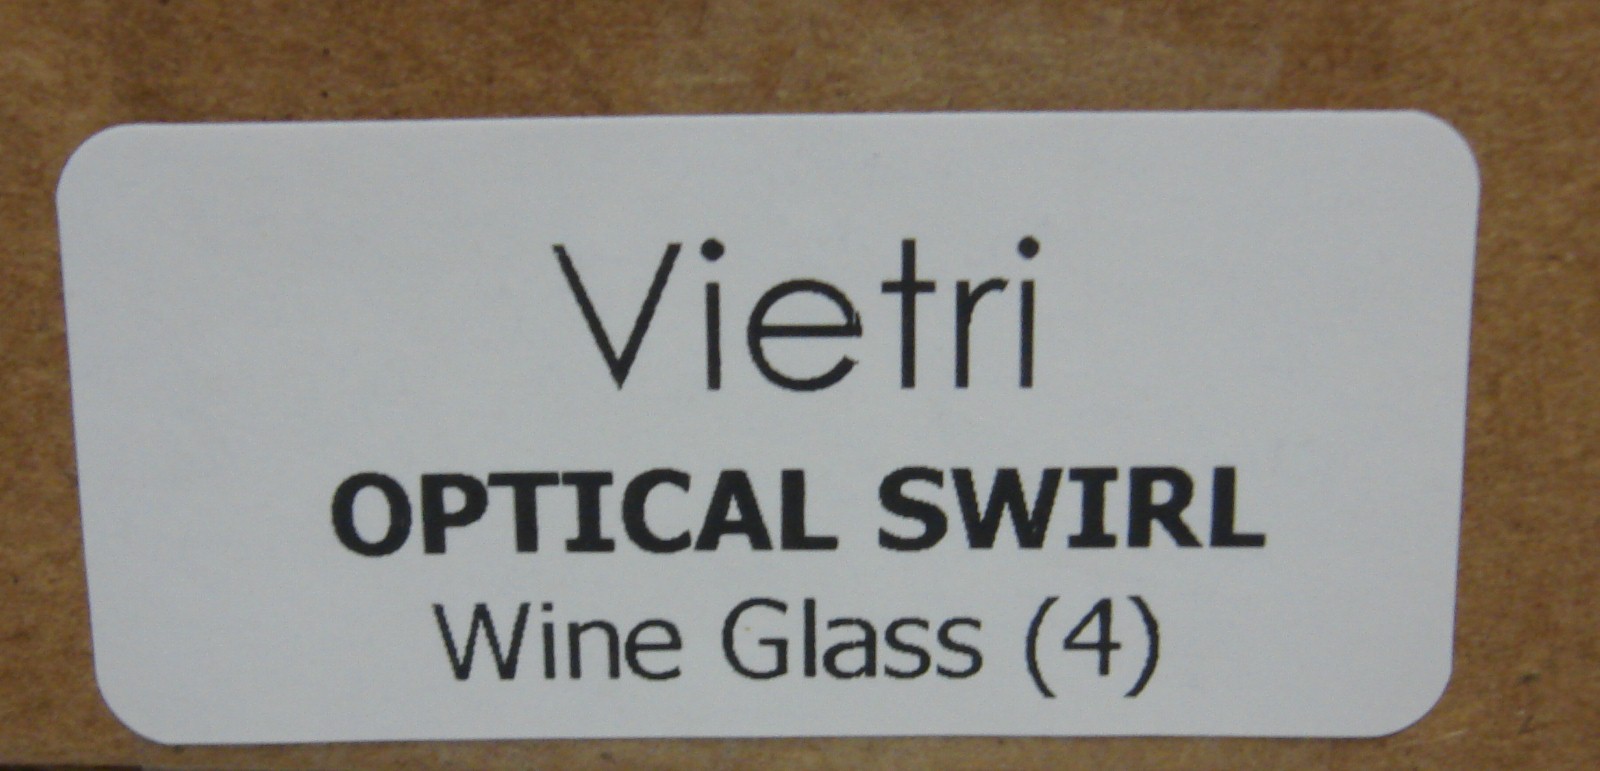 Vietri
OPTICAL SWIRL
Wine Glass (4)